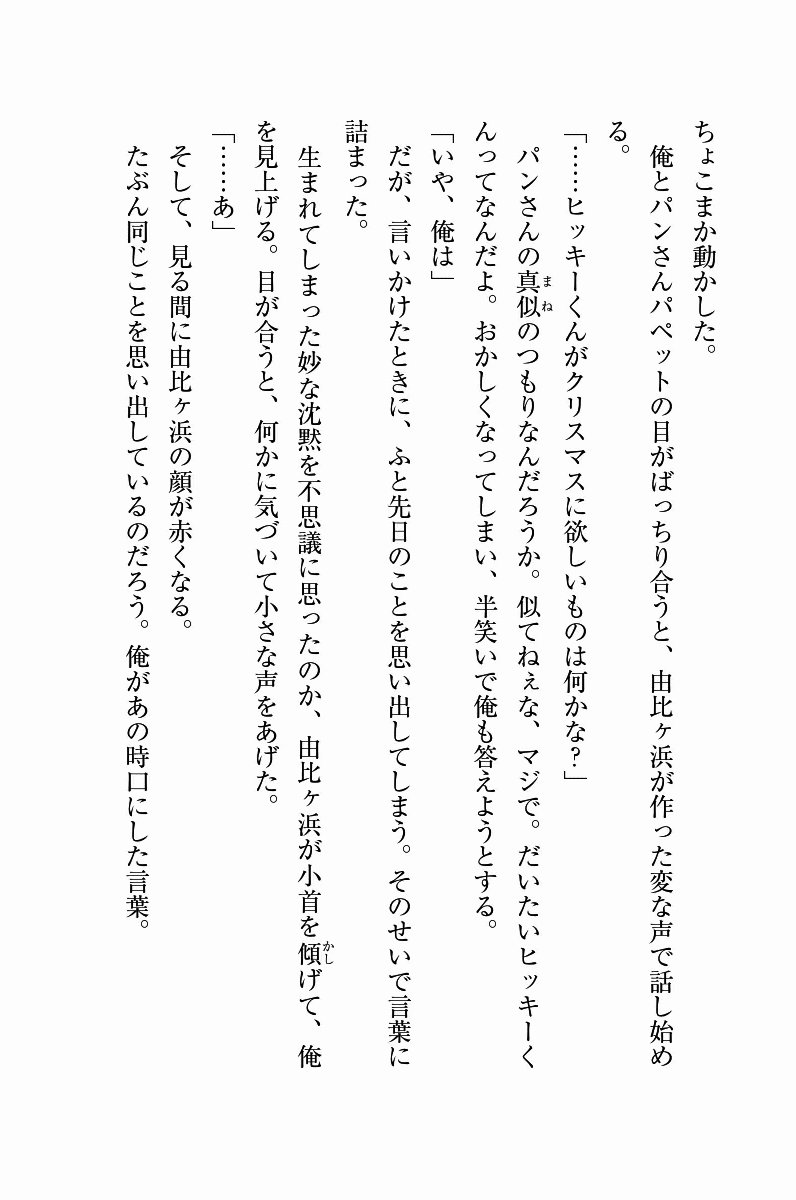 ちょこまか動かした。
　俺とパンさんパペットの目がばっちり合うと、由比ヶ浜が作った変な声で話し始め
る。
「……ヒッキーくんがクリスマスに欲しいものは何かな？」
　パンさんの真似のつもりなんだろうか。似てねぇな、マジで。だいたいヒッキーく
んってなんだよ。おかしくなってしまい、半笑いで俺も答えようとする。
「いや、俺は」
　だが、言いかけたときに、ふと先日のことを思い出してしまう。そのせいで言葉に
詰まった。
　生まれてしまった妙な沈黙を不思議に思ったのか、由比ヶ浜が小首を傾げて、俺
を見上げる。目が合うと、何かに気づいて小さな声をあげた。
「……あ」
　そして、見る間に由比ヶ浜の顔が赤くなる。
　たぶん同じことを思い出しているのだろう。俺があの時口にした言葉。